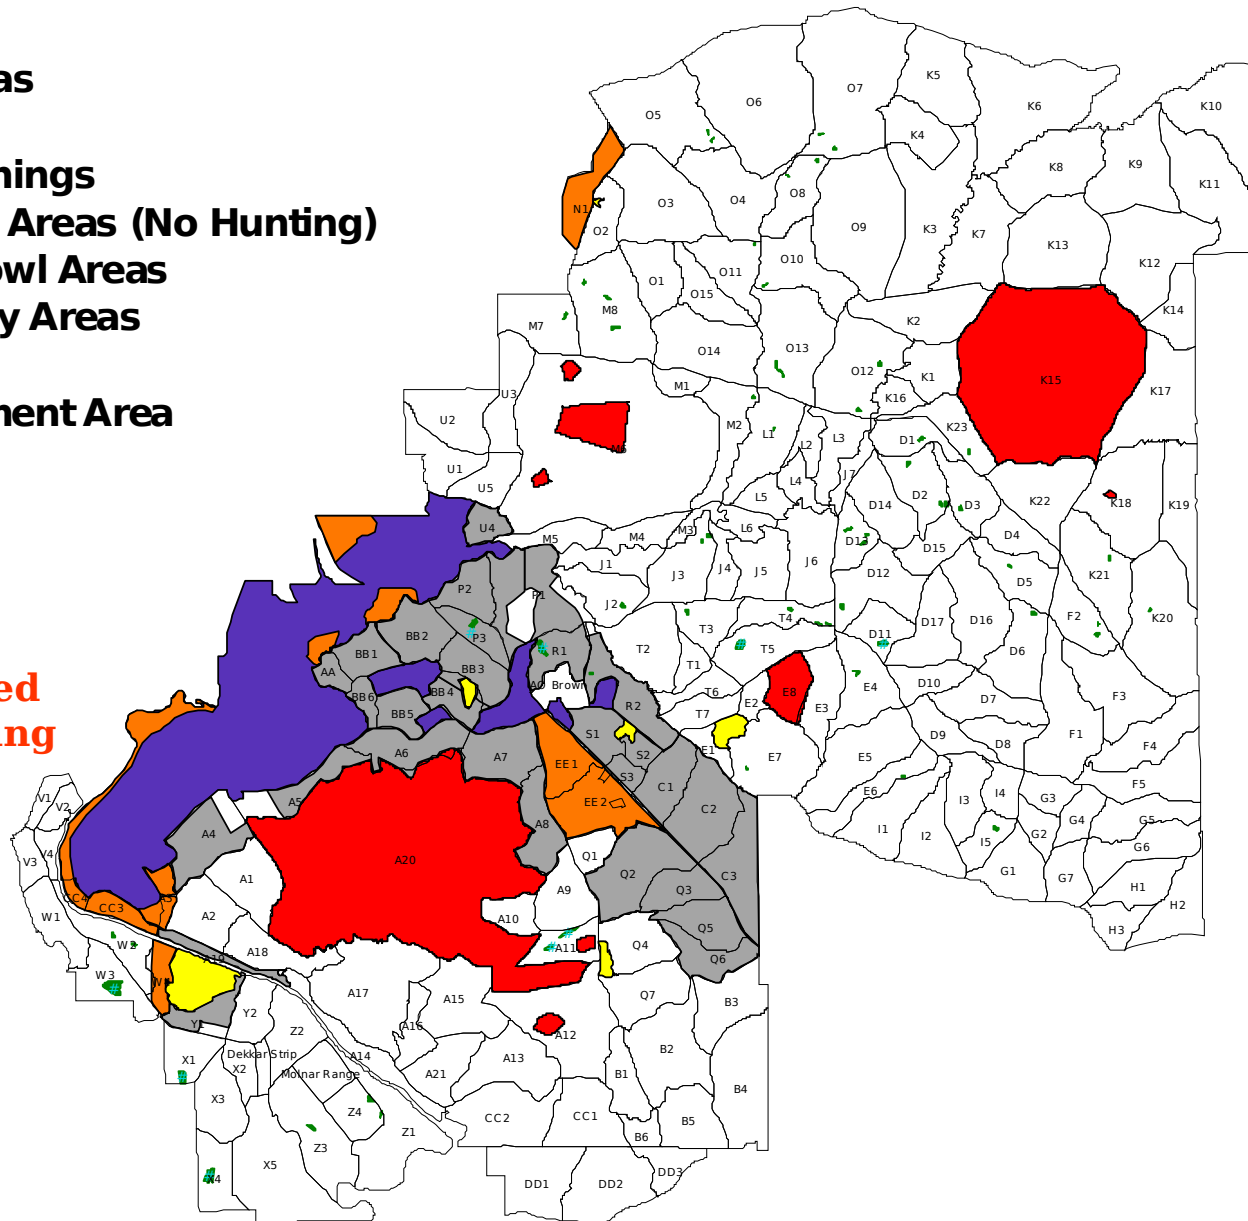 as
nings
Areas (No Hunting)
owl Areas
y Areas
nent Area
ed
ing
O7
K5
O6
O5
K6
K10
K4
K8
K9
K11
O8
O4
O3
N1
O2
O9
K3
K7
K13
K12
O10
O11
O1
O15
K14
M8
M7
K2
O13
O14
O12
K1
K15
K17
M1
K16
U3
U2
M2
L1
L2
L3
K23
D1
M6
U1
U5
J7
L4
L5
D14
D2
D3
K22
K18
K19
U4
M5
M4
M3
L6
D13
D15
D4
J1
J3
J4
J5
J6
D12
D5
K21
P2
P1
J2
F2
K20
BB2
P3
T3
T4
D11
D17
D16
BB1
R1
T2
T5
D6
AA
BB3
T1
BB6
BB4
AO Brown
T6
E8
E4
D10
D7
F3
BB5
R2
T7
E2
E3
S1
E1
D9
D8
F1
F4
A6
A7
EE1
S2
E7
E5
S3
C1
E6
F5
V1
V2
A5
EE2
C2
I3
I4
G3
A4
A8
I1
I2
G2
G4
G5
V3
V4
A20
Q1
I5
G6
A1
Q2
C3
G1
G7
H1
A9
Q3
CC4
CC3
A3
W1
A2
A10
H2
W2
A18
A11
Q4
Q5
H3
A19
Q6
W3
A17
A15
Q7
B3
Y1
Y2
Z2
A16
A12
X1
Dekkar Strip
A14
A13
B2
X2
Molnar Range
A21
B1
B4
X3
Z4
CC2
CC1
B5
Z1
B6
Z3
X5
X4
DD1
DD2
DD3